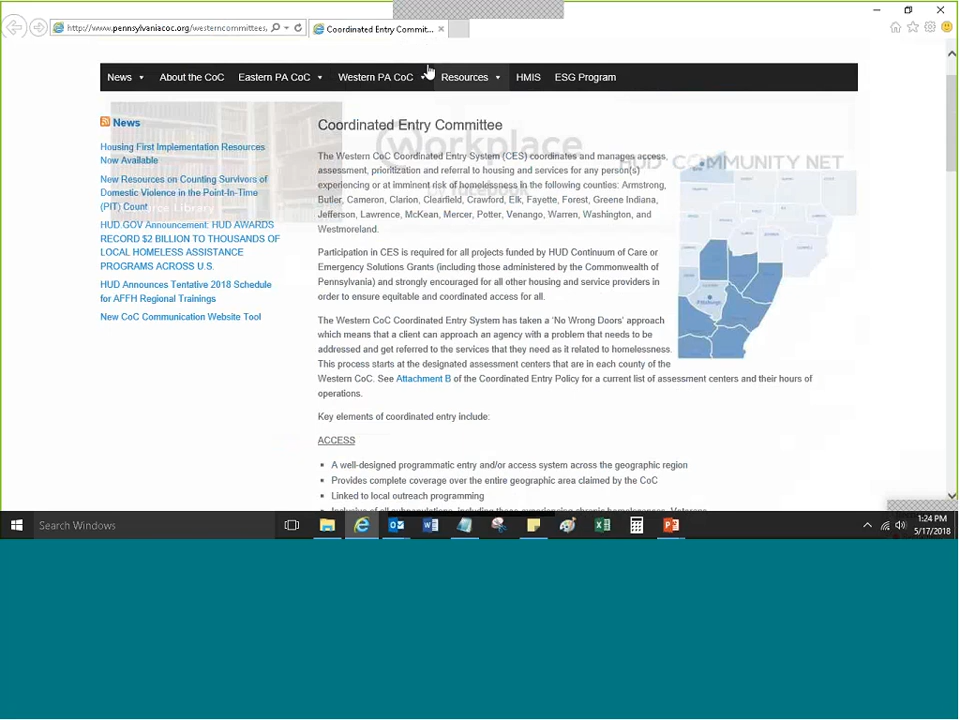 http://www.pennsylvaniacoc.org/westerncommittees,
Coordinated Entry Committ...
News
About the CoC
Eastern PA CoC
Western PA CoC
Resources
HMIS
ESG Program
News
Housing First Implementation Resources
Now Available
New Resources on Counting Survivors of
Domestic Violence in the Point-In-Time
(PIT) Count
HUD.GOV Announcement: HUD AWARDS
RECORD $2 BILLION TO THOUSANDS OF
LOCAL HOMELESS ASSISTANCE
PROGRAMS ACROSS U.S.
HUD Announces Tentative 2018 Schedule
for AFFH Regional Trainings
New CoC Communication Website Tool
Coordinated Entry Committee
workplace
HUD COMMUNITY NET
The Western CoC Coordinated Entry System (CES) coordinates and manages access,
assessment, prioritization and referral to housing and services for any person(s)
experiencing or at imminent risk of homelessness in the following counties: Armstrong,
Butler, Cameron, Clarion, Clearfield, Crawford, Elk, Fayette, Forest, Greene Indiana,
Jefferson, Lawrence, McKean, Mercer, Potter, Venango, Warren, Washington, and
Westmoreland.
Participation in CES is required for all projects funded by HUD Continuum of Care or
Emergency Solutions Grants (including those administered by the Commonwealth of
Pennsylvania) and strongly encouraged for all other housing and service providers in
order to ensure equitable and coordinated access for all.
The Western CoC Coordinated Entry System has taken a 'No Wrong Doors' approach
which means that a client can approach an agency with a problem that needs to be
addressed and get referred to the services that they need as it related to homelessness.
This process starts at the designated assessment centers that are in each county of the
Western CoC. See Attachment B of the Coordinated Entry Policy for a current list of assessment centers and their hours of
operations.
Pittsburgh
Key elements of coordinated entry include:
ACCESS
A well-designed programmatic entry and/or access system across the geographic region
Provides complete coverage over the entire geographic area claimed by the CoC
Linked to local outreach programming
Search Windows
1:24 PM
5/17/2018